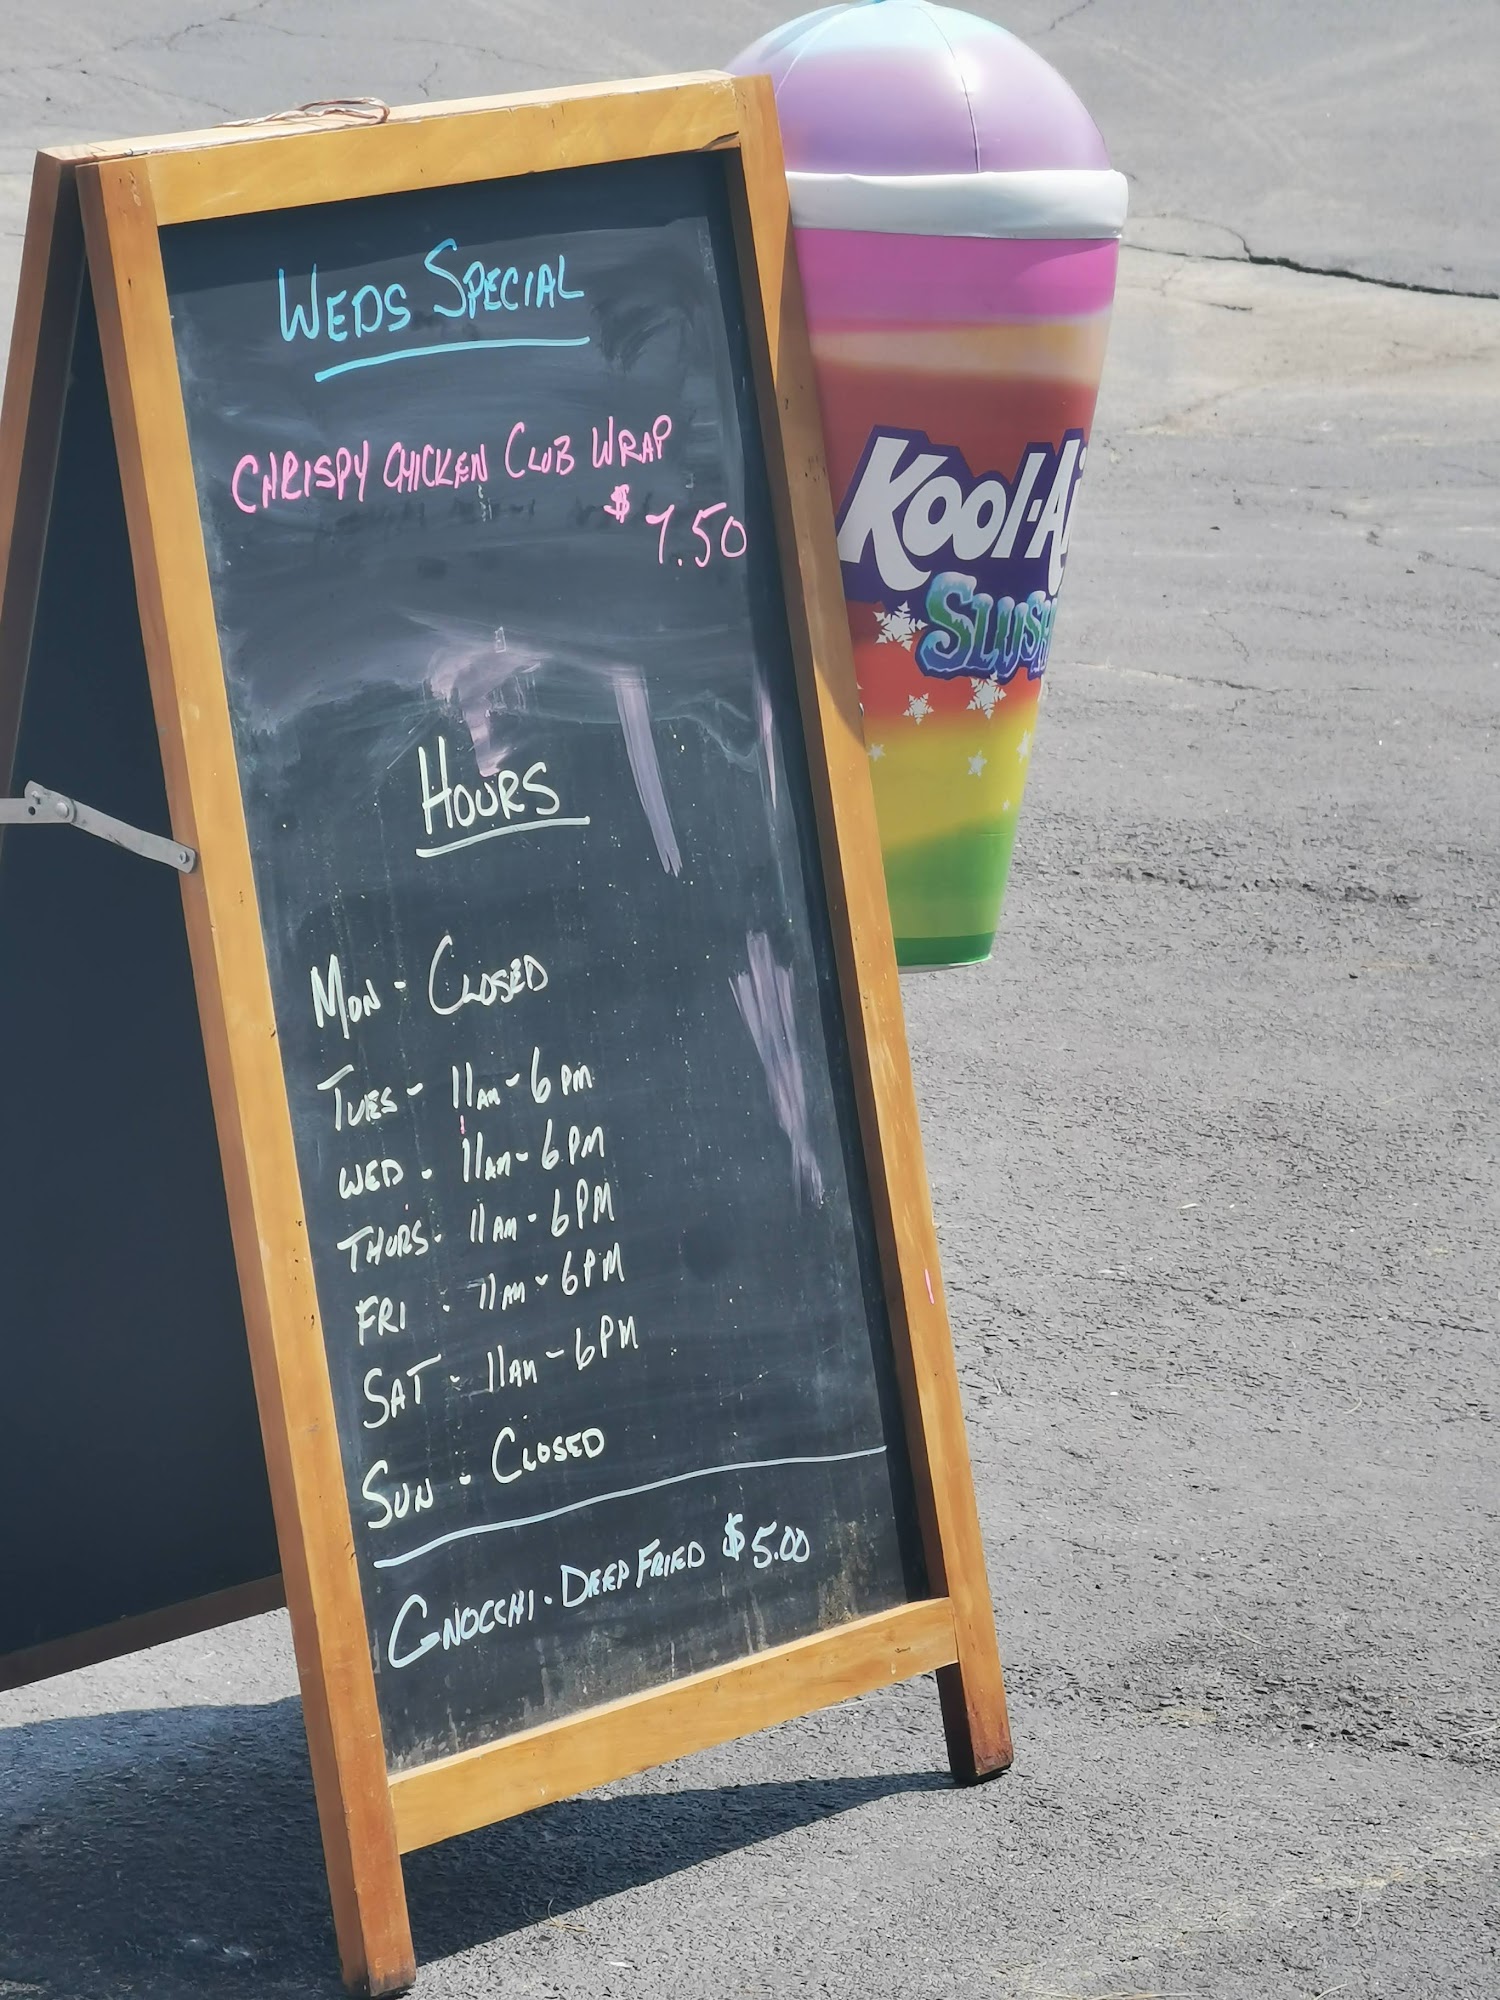 WEDS SPECIAL
CHRISPY CHICKEN CLUB WRAP
$ 7.50
HOURS
MON - CLOSED
TUES - 11AM - 6PM
WED - 11AM - 6PM
THURS - 11AM - 6PM
FRI - 11AM - 6PM
SAT - 11AM - 6PM
SUN - CLOSED
GNOCCHI - DEEP FRIED $5.00
Kool-Ai
SLUSH